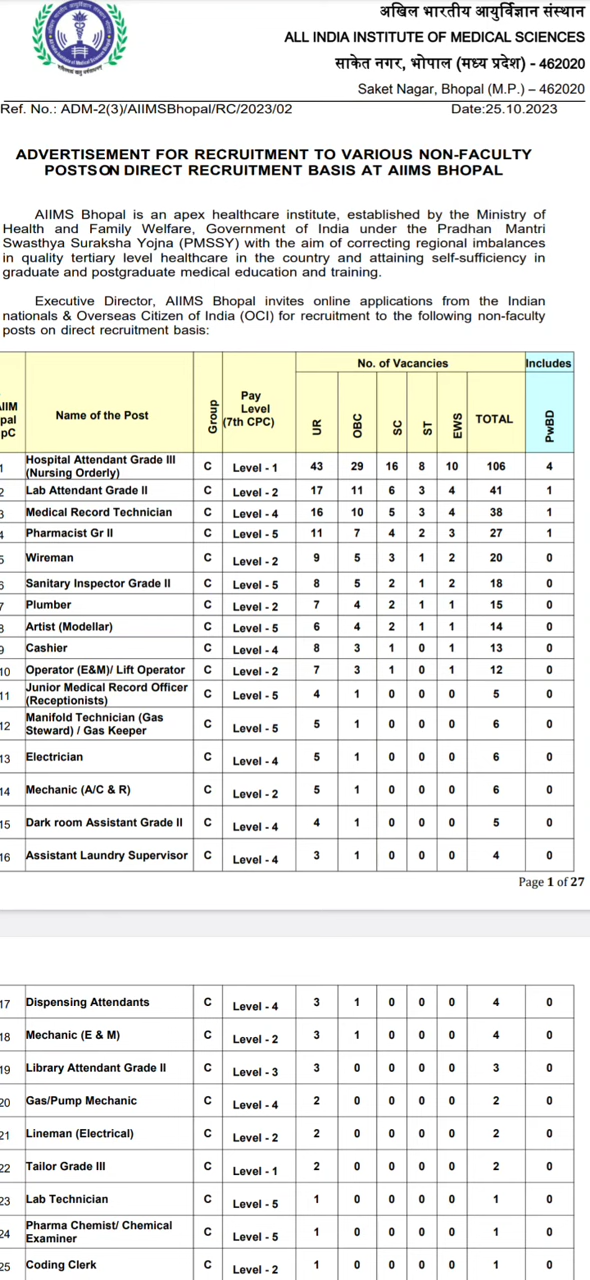 अखिल भारतीय आयुर्विज्ञान संस्थान
ALL INDIA INSTITUTE OF MEDICAL SCIENCES
साकेत नगर, भोपाल (मध्य प्रदेश) - 462020
Saket Nagar, Bhopal (M.P.) – 462020
Ref. No.: ADM-2(3)/AIIMSBhopal/RC/2023/02 Date:25.10.2023
ADVERTISEMENT FOR RECRUITMENT TO VARIOUS NON-FACULTY
POSTS ON DIRECT RECRUITMENT BASIS AT AIIMS BHOPAL
AIIMS Bhopal is an apex healthcare institute, established by the Ministry of
Health and Family Welfare, Government of India under the Pradhan Mantri
Swasthya Suraksha Yojna (PMSSY) with the aim of correcting regional imbalances
in quality tertiary level healthcare in the country and attaining self-sufficiency in
graduate and postgraduate medical education and training.
Executive Director, AIIMS Bhopal invites online applications from the Indian
nationals & Overseas Citizen of India (OCI) for recruitment to the following non-faculty
posts on direct recruitment basis:
No. of Vacancies Includes
AIIM
pal
pC
Name of the Post
Group
Pay
Level
(7th CPC)
UR OBC SC ST EWS TOTAL PwBD
1 Hospital Attendant Grade III
(Nursing Orderly) C Level - 1 43 29 16 8 10 106 4
2 Lab Attendant Grade II C Level - 2 17 11 6 3 4 41 1
3 Medical Record Technician C Level - 4 16 10 5 3 4 38 1
4 Pharmacist Gr II C Level - 5 11 7 4 2 3 27 1
5 Wireman C Level - 2 9 5 3 1 2 20 0
6 Sanitary Inspector Grade II C Level - 5 8 5 2 1 2 18 0
7 Plumber C Level - 2 7 4 2 1 1 15 0
8 Artist (Modellar) C Level - 5 6 4 2 1 1 14 0
9 Cashier C Level - 4 8 3 1 0 1 13 0
10 Operator (E&M)/ Lift Operator C Level - 2 7 3 1 0 1 12 0
11 Junior Medical Record Officer
(Receptionists) C Level - 5 4 1 0 0 0 5 0
12 Manifold Technician (Gas
Steward) / Gas Keeper C Level - 5 5 1 0 0 0 6 0
13 Electrician C Level - 4 5 1 0 0 0 6 0
14 Mechanic (A/C & R) C Level - 2 5 1 0 0 0 6 0
15 Dark room Assistant Grade II C Level - 4 4 1 0 0 0 5 0
16 Assistant Laundry Supervisor C Level - 4 3 1 0 0 0 4 0
Page 1 of 27
17 Dispensing Attendants C Level - 4 3 1 0 0 0 4 0
18 Mechanic (E & M) C Level - 2 3 1 0 0 0 4 0
19 Library Attendant Grade II C Level - 3 3 0 0 0 0 3 0
20 Gas/Pump Mechanic C Level - 4 2 0 0 0 0 2 0
21 Lineman (Electrical) C Level - 2 2 0 0 0 0 2 0
22 Tailor Grade III C Level - 1 2 0 0 0 0 2 0
23 Lab Technician C Level - 5 1 0 0 0 0 1 0
24 Pharma Chemist/ Chemical
Examiner C Level - 5 1 0 0 0 0 1 0
25 Coding Clerk C Level - 2 1 0 0 0 0 1 0